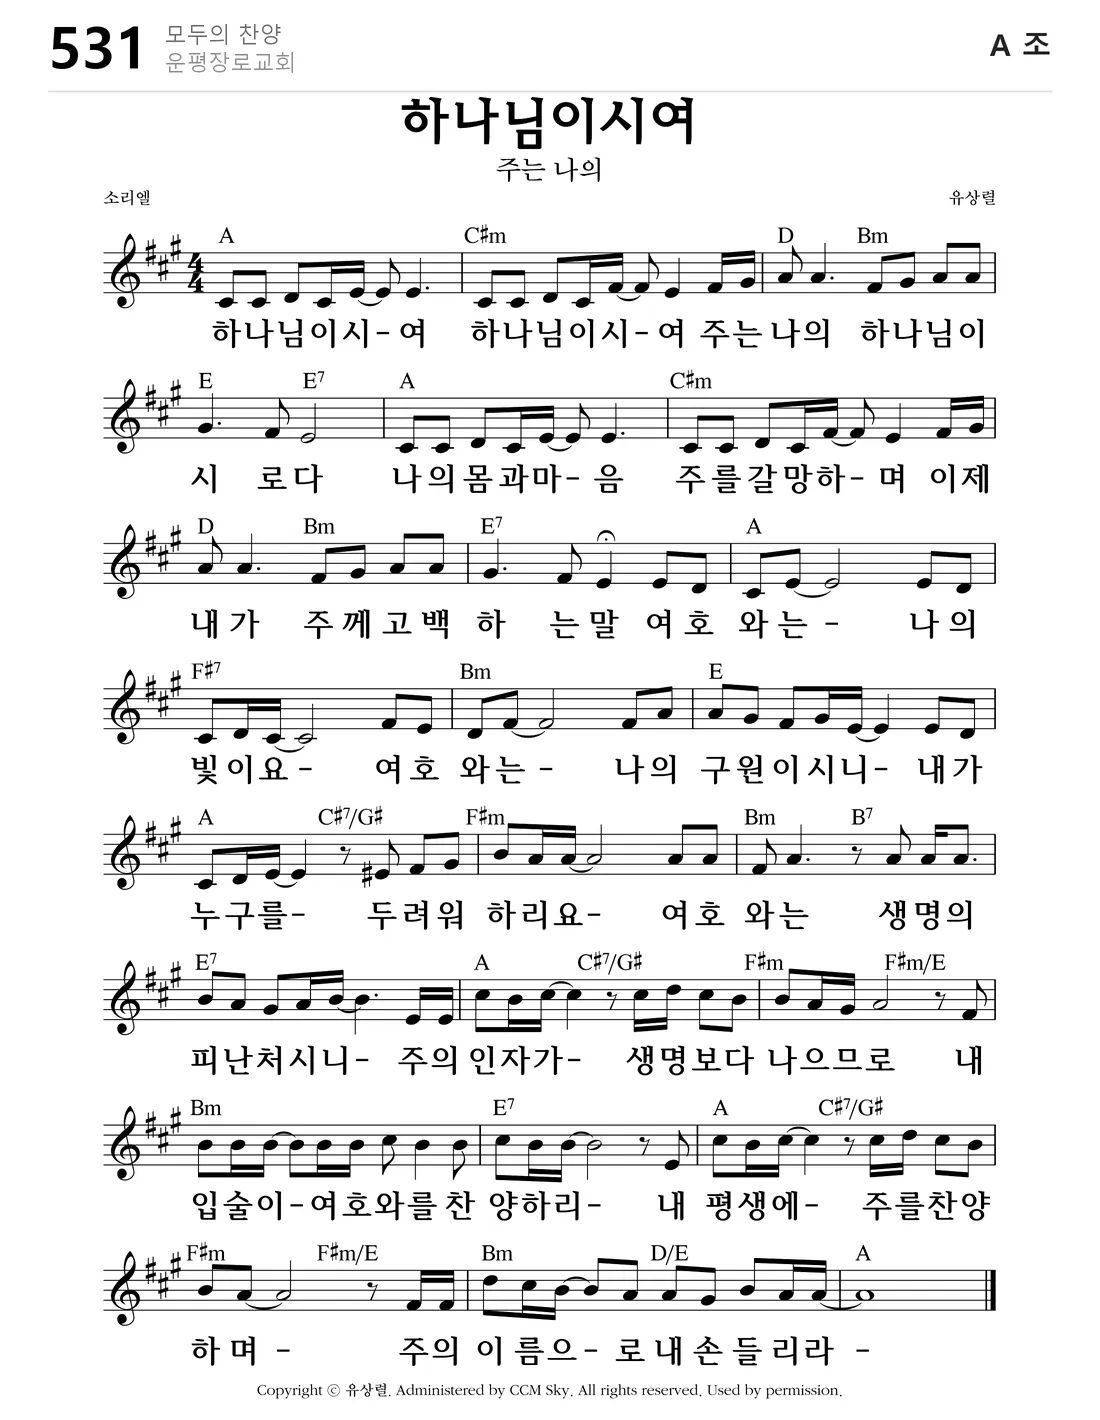 531 모두의 찬양 A 조
운평장로교회
하나님이시여
주는 나의
소리엘 유상렬
A C#m D Bm
4/4
하나님이시-여 하나님이시-여 주는나의 하나님이
E E7 A C#m
시 로다 나의몸과마-음 주를갈망하-며 이제
D Bm E7 A
내가 주께고백 하 는말 여호 와는- 나의
F#7 Bm E
빛이요- 여호 와는- 나의 구원이시니- 내가
A C#7/G# F#m Bm B7
누구를- 두려워 하리요- 여호 와는 생명의
E7 A C#7/G# F#m F#m/E
피난처시니- 주의 인자가- 생명보다 나으므로 내
Bm E7 A C#7/G#
입술이-여호와를찬 양하리- 내 평생에- 주를찬양
F#m F#m/E Bm D/E A
하며- 주의 이름으-로내손들리라 -
Copyright ⓒ 유상렬. Administered by CCM Sky. All rights reserved. Used by permission.